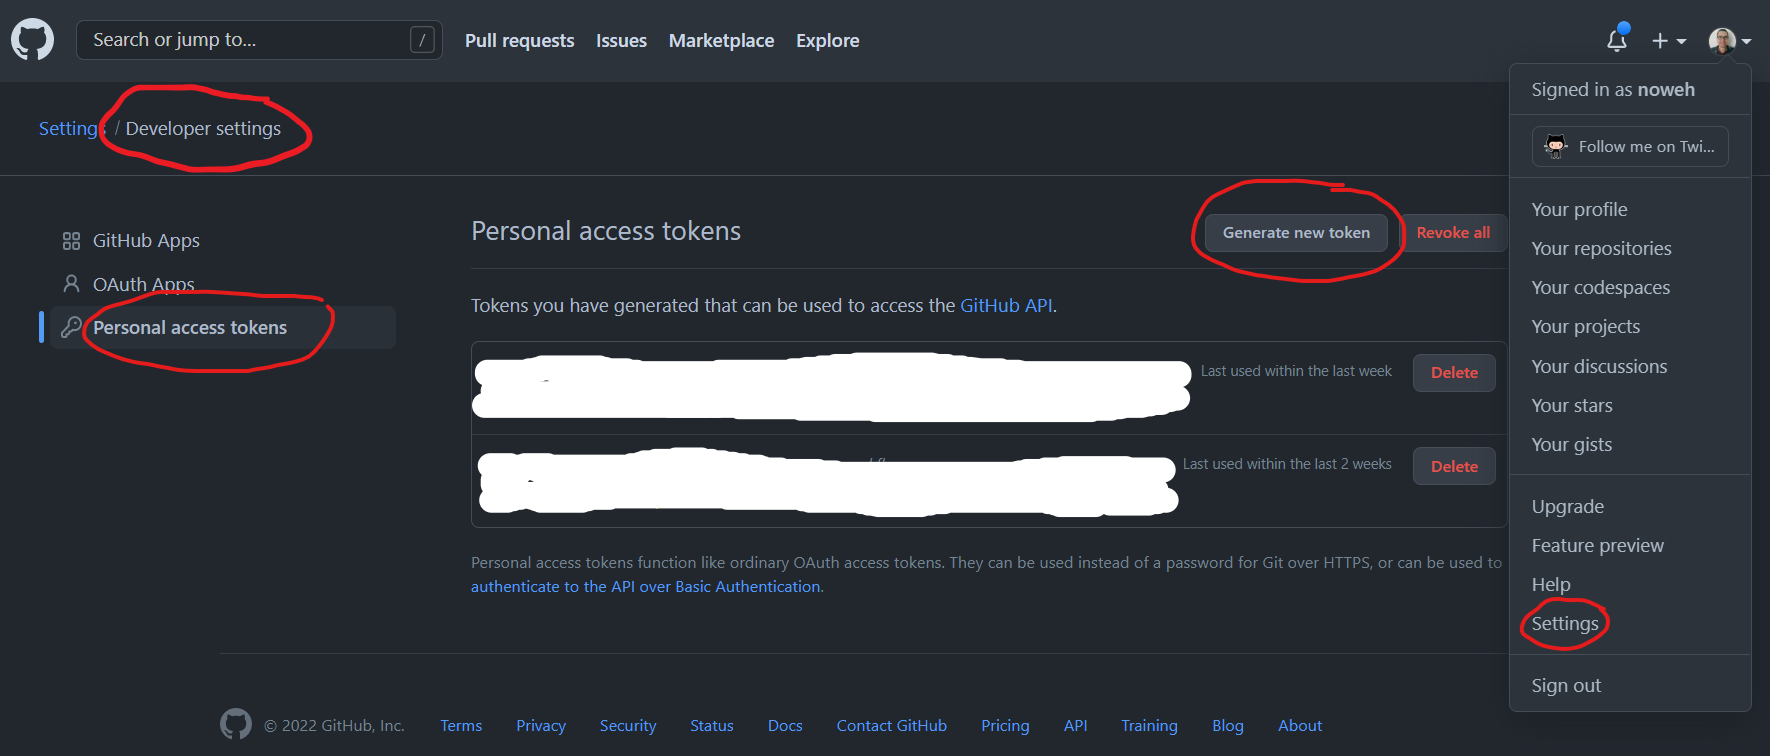 Search or jump to... /
Pull requests Issues Marketplace Explore
Signed in as noweh
Follow me on Twi...
Your profile
Your repositories
Your codespaces
Your projects
Your discussions
Your stars
Your gists
Upgrade
Feature preview
Help
Settings
Sign out
Settings / Developer settings
GitHub Apps
OAuth Apps
Personal access tokens
Personal access tokens
Generate new token
Revoke all
Tokens you have generated that can be used to access the GitHub API.
Last used within the last week Delete
Last used within the last 2 weeks Delete
Personal access tokens function like ordinary OAuth access tokens. They can be used instead of a password for Git over HTTPS, or can be used to
authenticate to the API over Basic Authentication.
© 2022 GitHub, Inc. Terms Privacy Security Status Docs Contact GitHub Pricing API Training Blog About